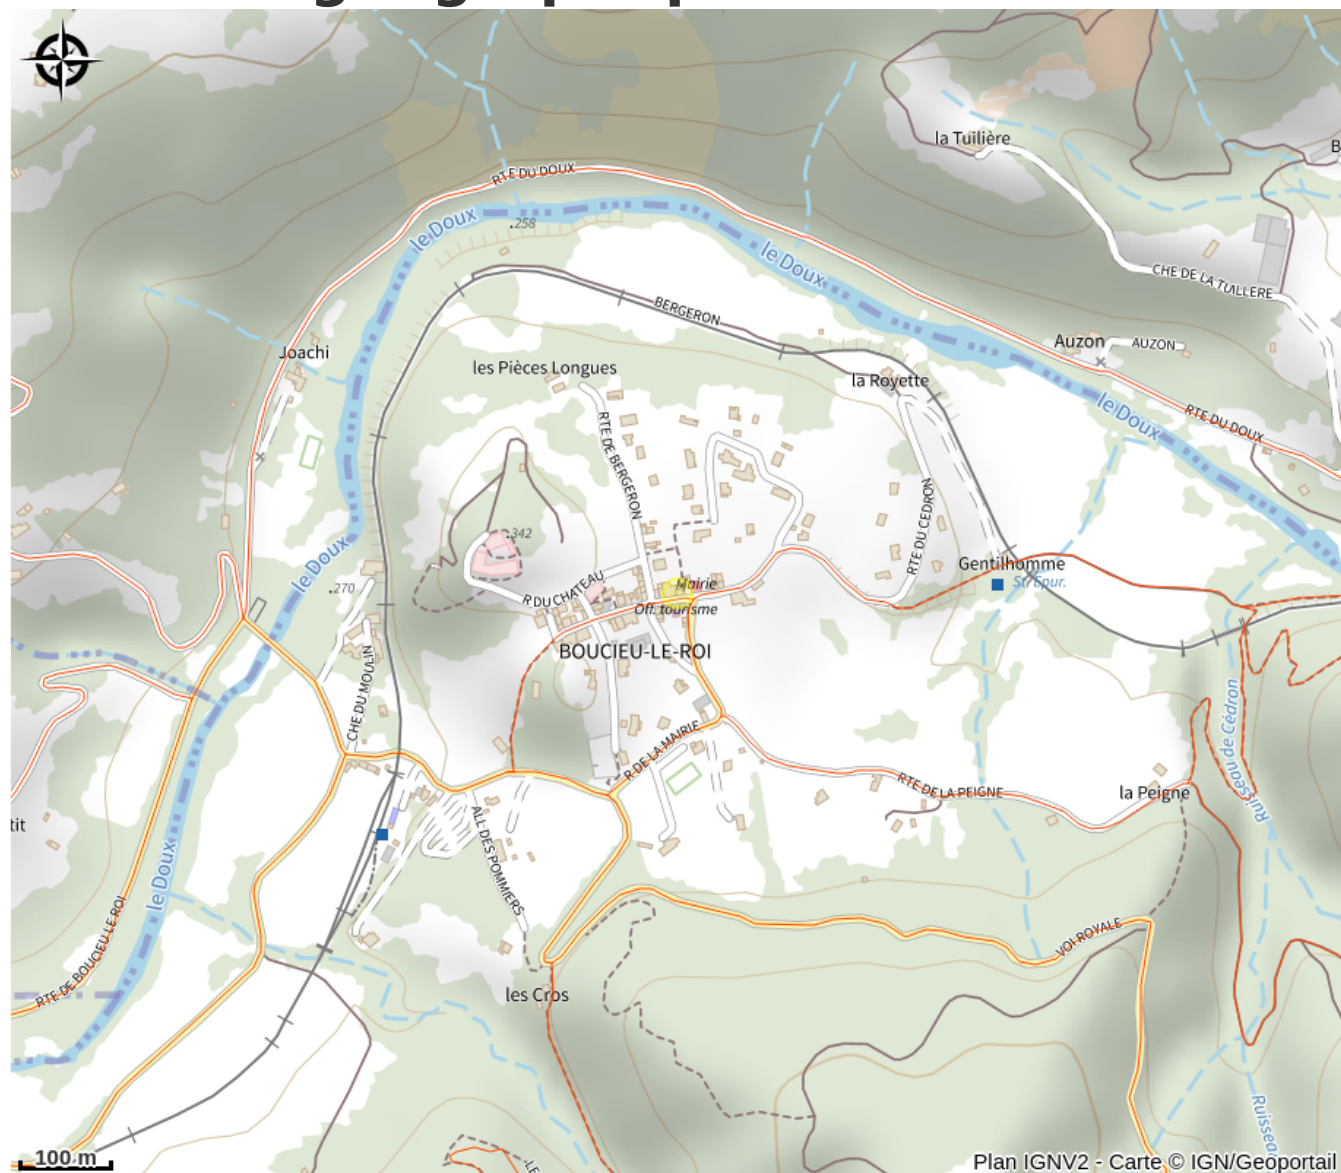 la Tuilière
B
RTE DU DOUX
le Doux
.258
le Doux
CHE DE LA TUILLERE
BERGERON
Joachi
Auzon
AUZON
les Pièces Longues
la Royette
le Doux
RTE DU DOUX
RTE DE BERGERON
.342
RTE DU CEDRON
le Doux
Gentilhomme
St. Epur.
.270
R DU CHATEAU
Mairie
Off. tourisme
BOUCIEU-LE-ROI
CHE DU MOULIN
Ruisseau de Cédron
R DE LA MAIRIE
RTE DE LA PEIGNE
la Peigne
tit
ALL DES POMMIERS
le Doux
VOI ROYALE
RTE DE BOUCIEU LE ROI
les Cros
Ruissea
100 m
LE
Plan IGNV2 - Carte © IGN/Geoportail